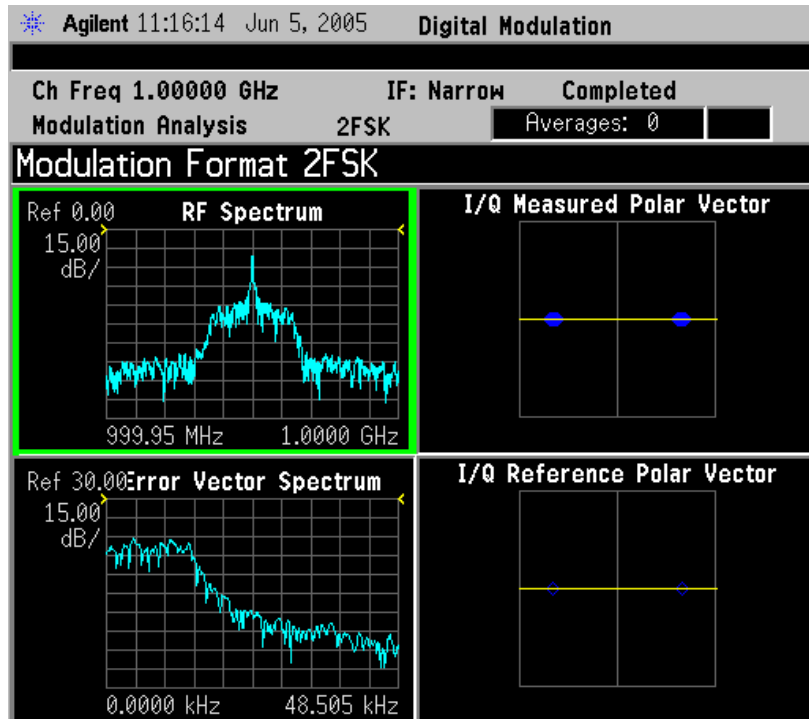 Agilent 11:16:14 Jun 5, 2005 Digital Modulation
Ch Freq 1.00000 GHz IF: Narrow Completed
Modulation Analysis 2FSK Averages: 0
Modulation Format 2FSK
Ref 0.00 RF Spectrum
15.00
dB/
999.95 MHz 1.0000 GHz
I/Q Measured Polar Vector
Ref 30.00 Error Vector Spectrum
15.00
dB/
0.0000 kHz 48.505 kHz
I/Q Reference Polar Vector